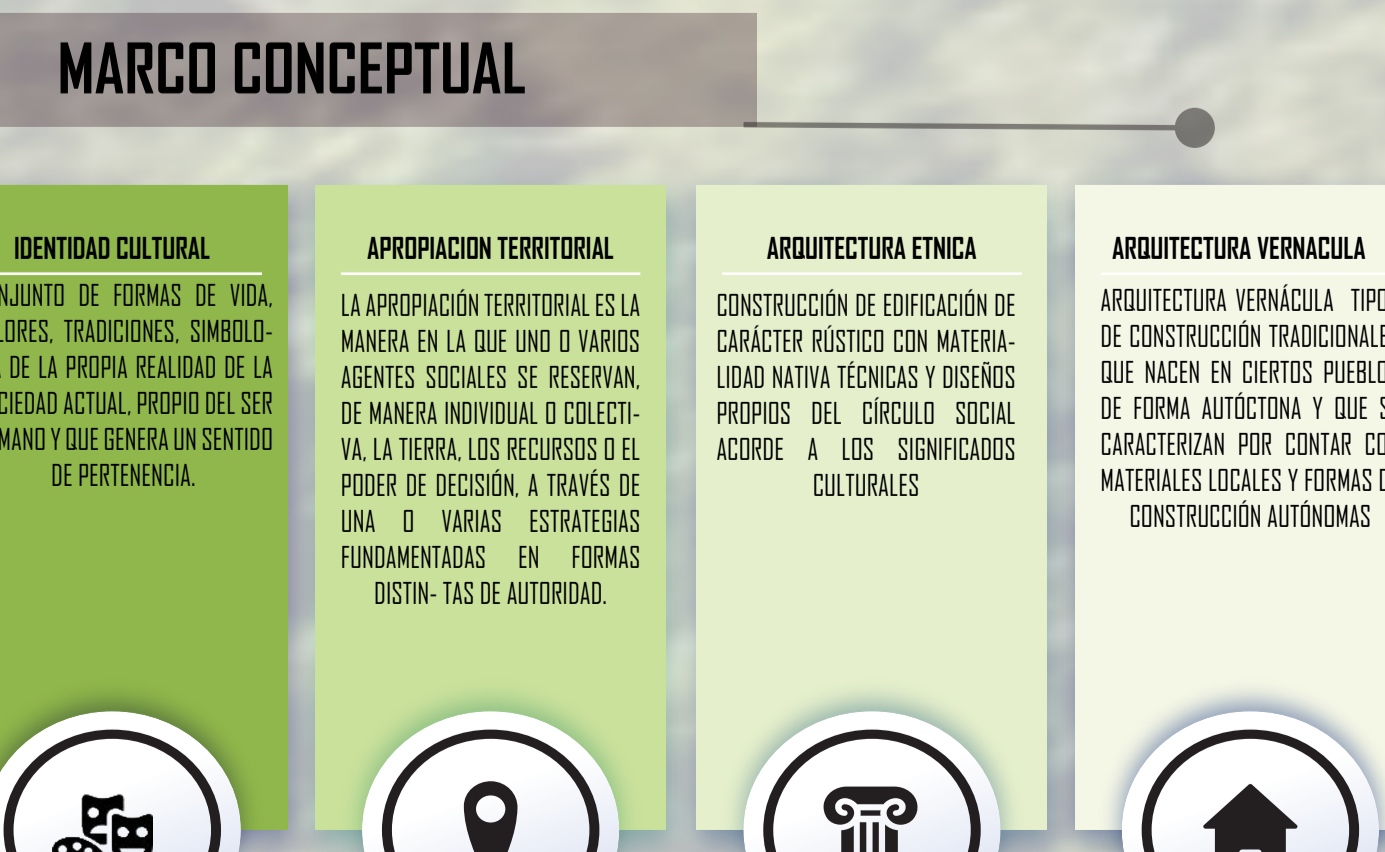 MARCO CONCEPTUAL
IDENTIDAD CULTURAL
DE FORMAS DE VIDA,
TRADICIONES, SIMBOLO-
DE LA PROPIA REALIDAD DE LA
ACTUAL, PROPIO DEL SER
Y QUE GENERA UN SENTIDO
DE PERTENENCIA.
APROPIACION TERRITORIAL
LA APROPIACIÓN TERRITORIAL ES LA
MANERA EN LA QUE UNO O VARIOS
AGENTES SOCIALES SE RESERVAN,
DE MANERA INDIVIDUAL O COLECTI-
VA, LA TIERRA, LOS RECURSOS O EL
PODER DE DECISIÓN, A TRAVÉS DE
UNA O VARIAS ESTRATEGIAS
FUNDAMENTADAS EN FORMAS
DISTIN- TAS DE AUTORIDAD.
ARQUITECTURA ETNICA
CONSTRUCCIÓN DE EDIFICACIÓN DE
CARÁCTER RÚSTICO CON MATERIA-
LIDAD NATIVA TÉCNICAS Y DISEÑOS
PROPIOS DEL CÍRCULO SOCIAL
ACORDE A LOS SIGNIFICADOS
CULTURALES
ARQUITECTURA VERNACULA
ARQUITECTURA VERNÁCULA TIPO
DE CONSTRUCCIÓN TRADICIONALE
QUE NACEN EN CIERTOS PUEBLO
DE FORMA AUTÓCTONA Y QUE S
CARACTERIZAN POR CONTAR CO
MATERIALES LOCALES Y FORMAS D
CONSTRUCCIÓN AUTÓNOMAS